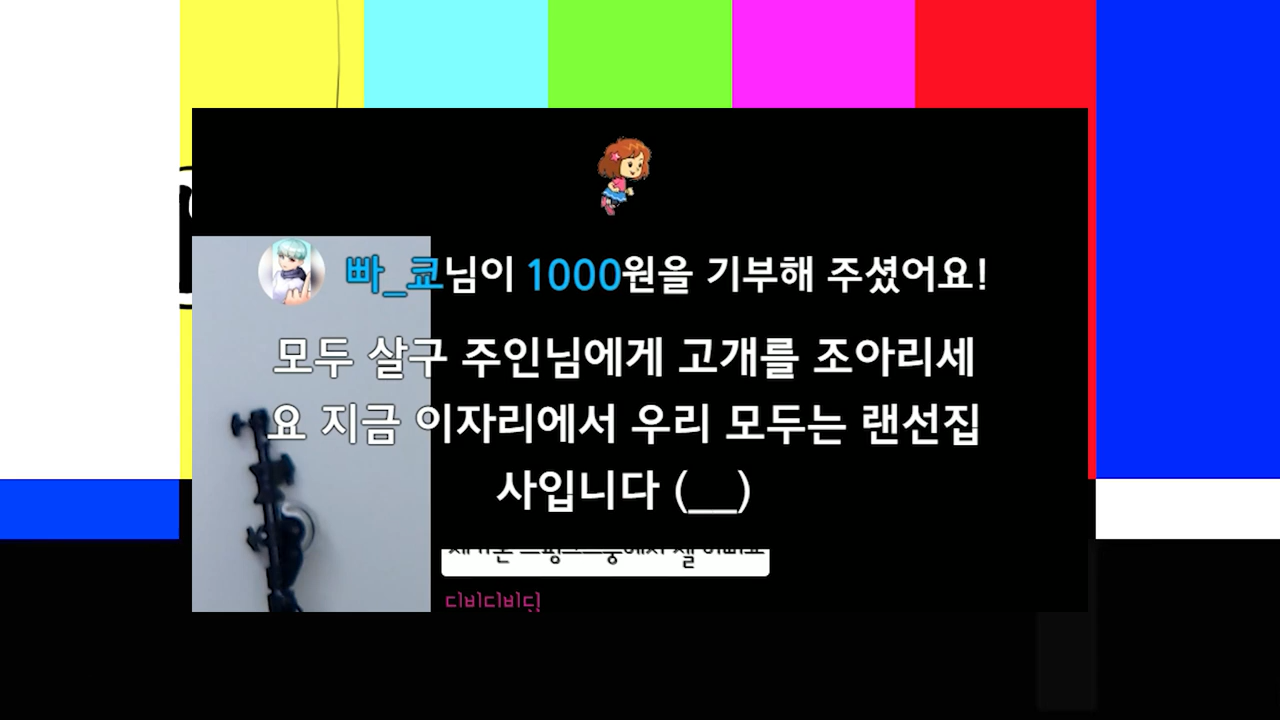 빠_쿄님이 1000원을 기부해 주셨어요!
모두 살구 주인님에게 고개를 조아리세
요 지금 이자리에서 우리 모두는 랜선집
사입니다 (__)
디비디비딥